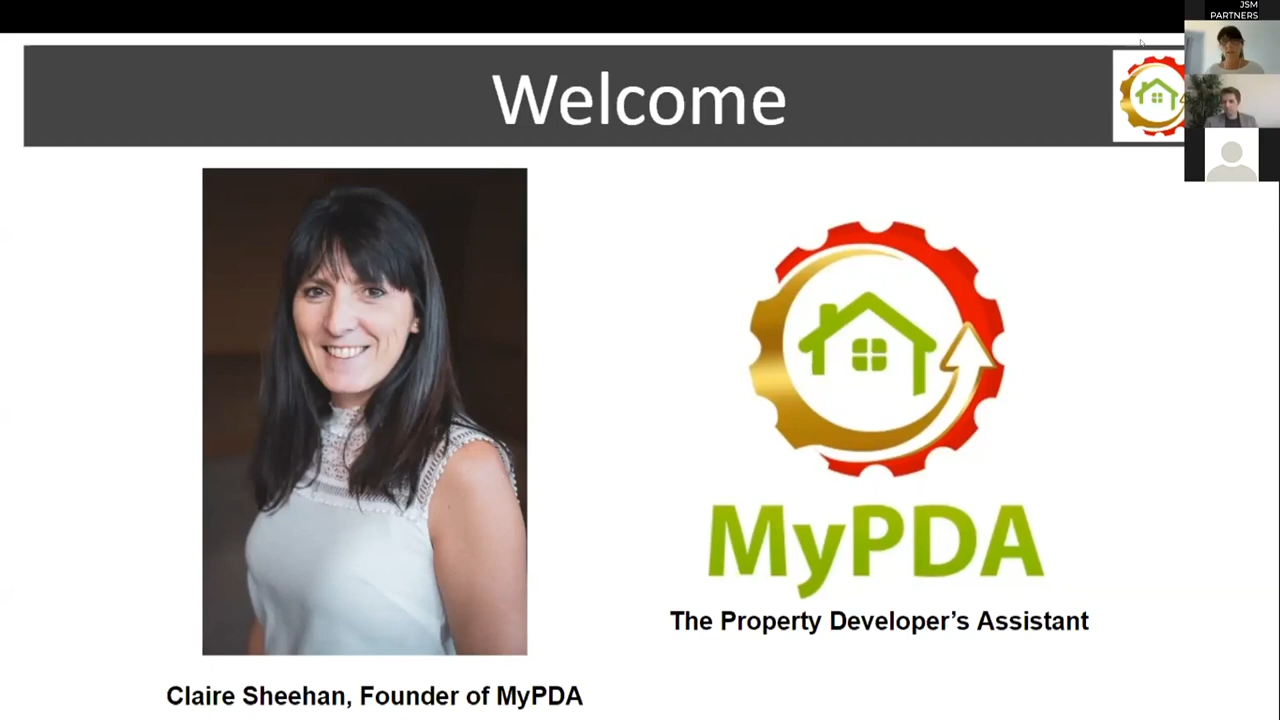 JSM
PARTNERS
Welcome
MyPDA
The Property Developer's Assistant
Claire Sheehan, Founder of MyPDA